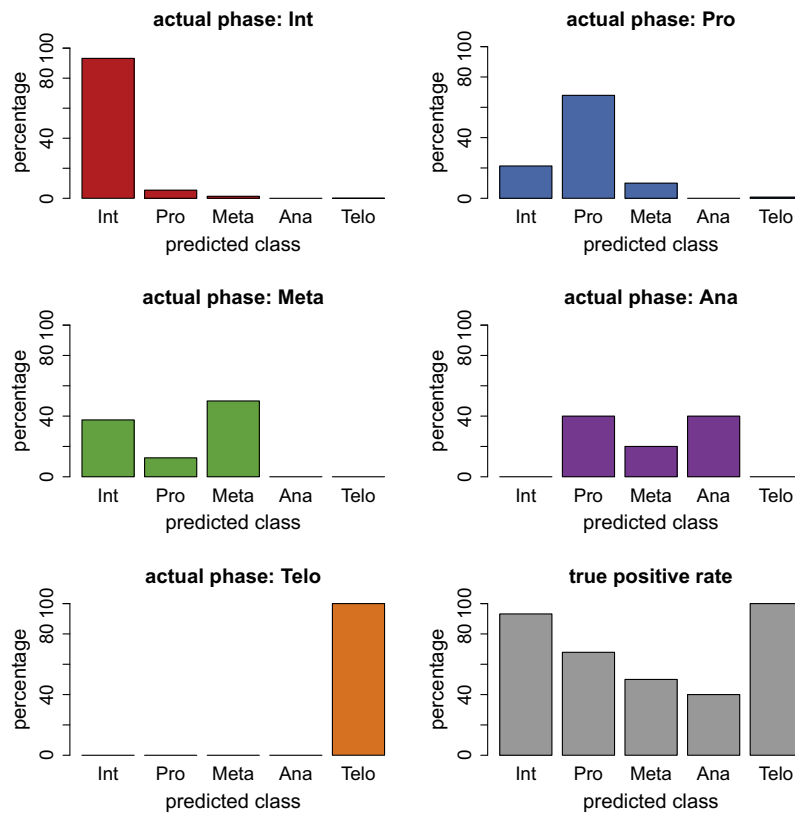 actual phase: Int
percentage
0 40 80 100
Int Pro Meta Ana Telo
predicted class
actual phase: Pro
percentage
0 40 80 100
Int Pro Meta Ana Telo
predicted class
actual phase: Meta
percentage
0 40 80 100
Int Pro Meta Ana Telo
predicted class
actual phase: Ana
percentage
0 40 80 100
Int Pro Meta Ana Telo
predicted class
actual phase: Telo
percentage
0 40 80 100
Int Pro Meta Ana Telo
predicted class
true positive rate
percentage
0 40 80 100
Int Pro Meta Ana Telo
predicted class